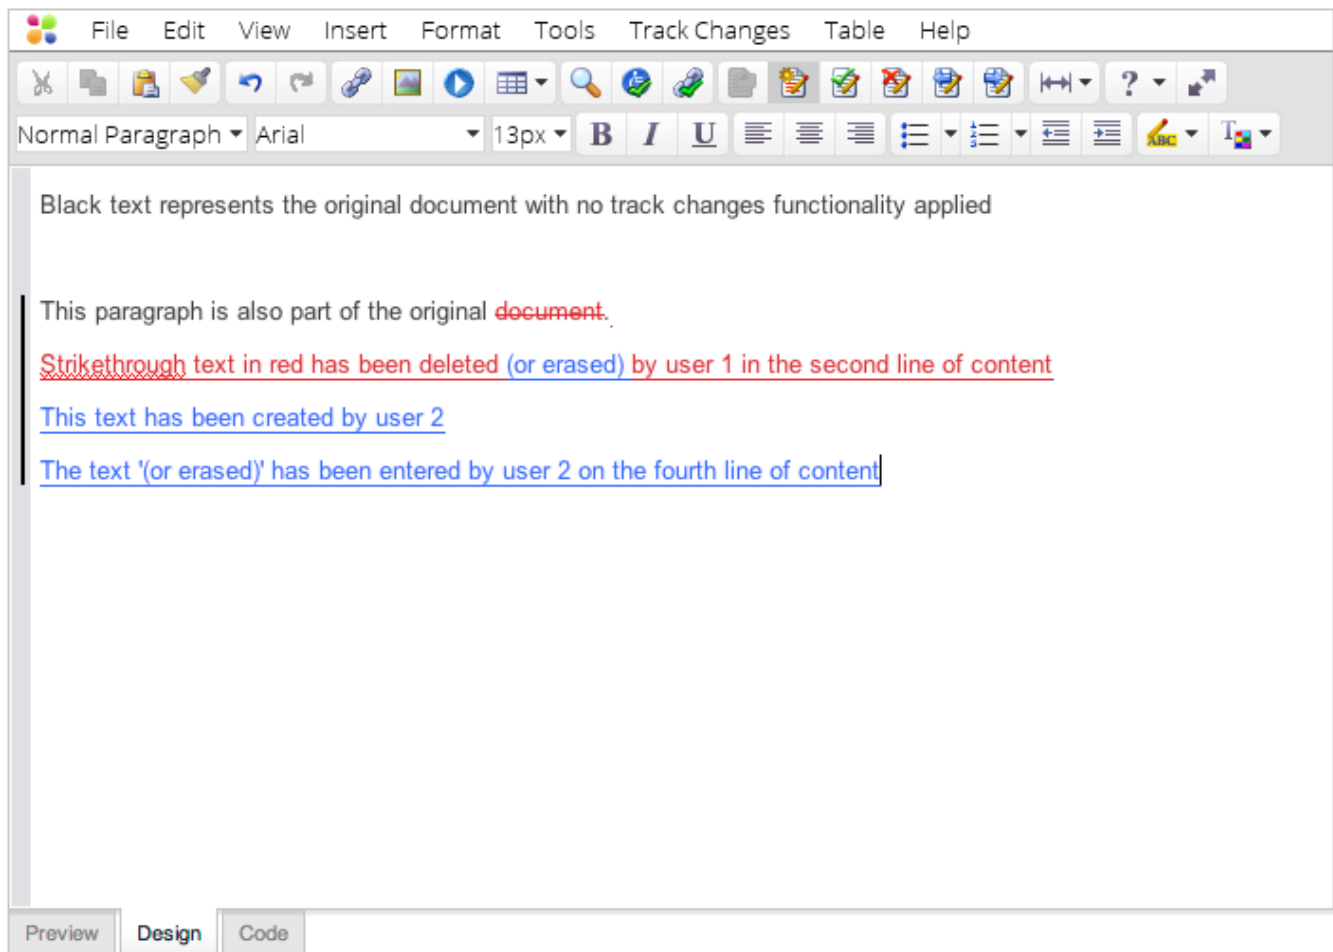 File Edit View Insert Format Tools Track Changes Table Help
?
Normal Paragraph Arial 13px B I U ABC T
Black text represents the original document with no track changes functionality applied
This paragraph is also part of the original document.
Strikethrough text in red has been deleted (or erased) by user 1 in the second line of content
This text has been created by user 2
The text '(or erased)' has been entered by user 2 on the fourth line of content
Preview Design Code